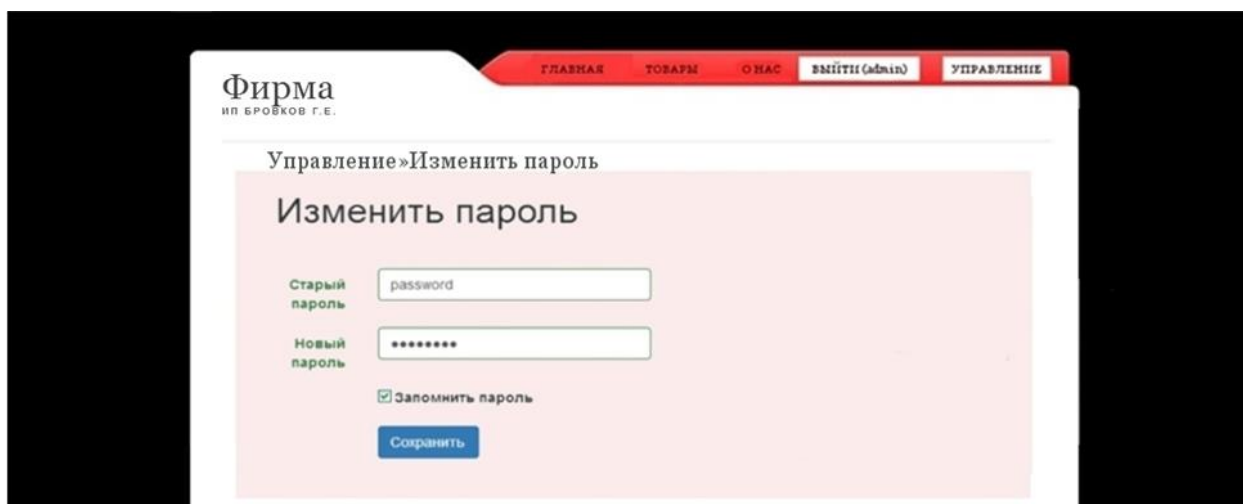 ГЛАВНАЯ ТОВАРЫ О НАС ВЫЙТИ (admin) УПРАВЛЕНИЕ
Фирма
ИП БРОВКОВ Г.Е.
Управление»Изменить пароль
Изменить пароль
Старый
пароль
password
Новый
пароль
••••••••
Запомнить пароль
Сохранить